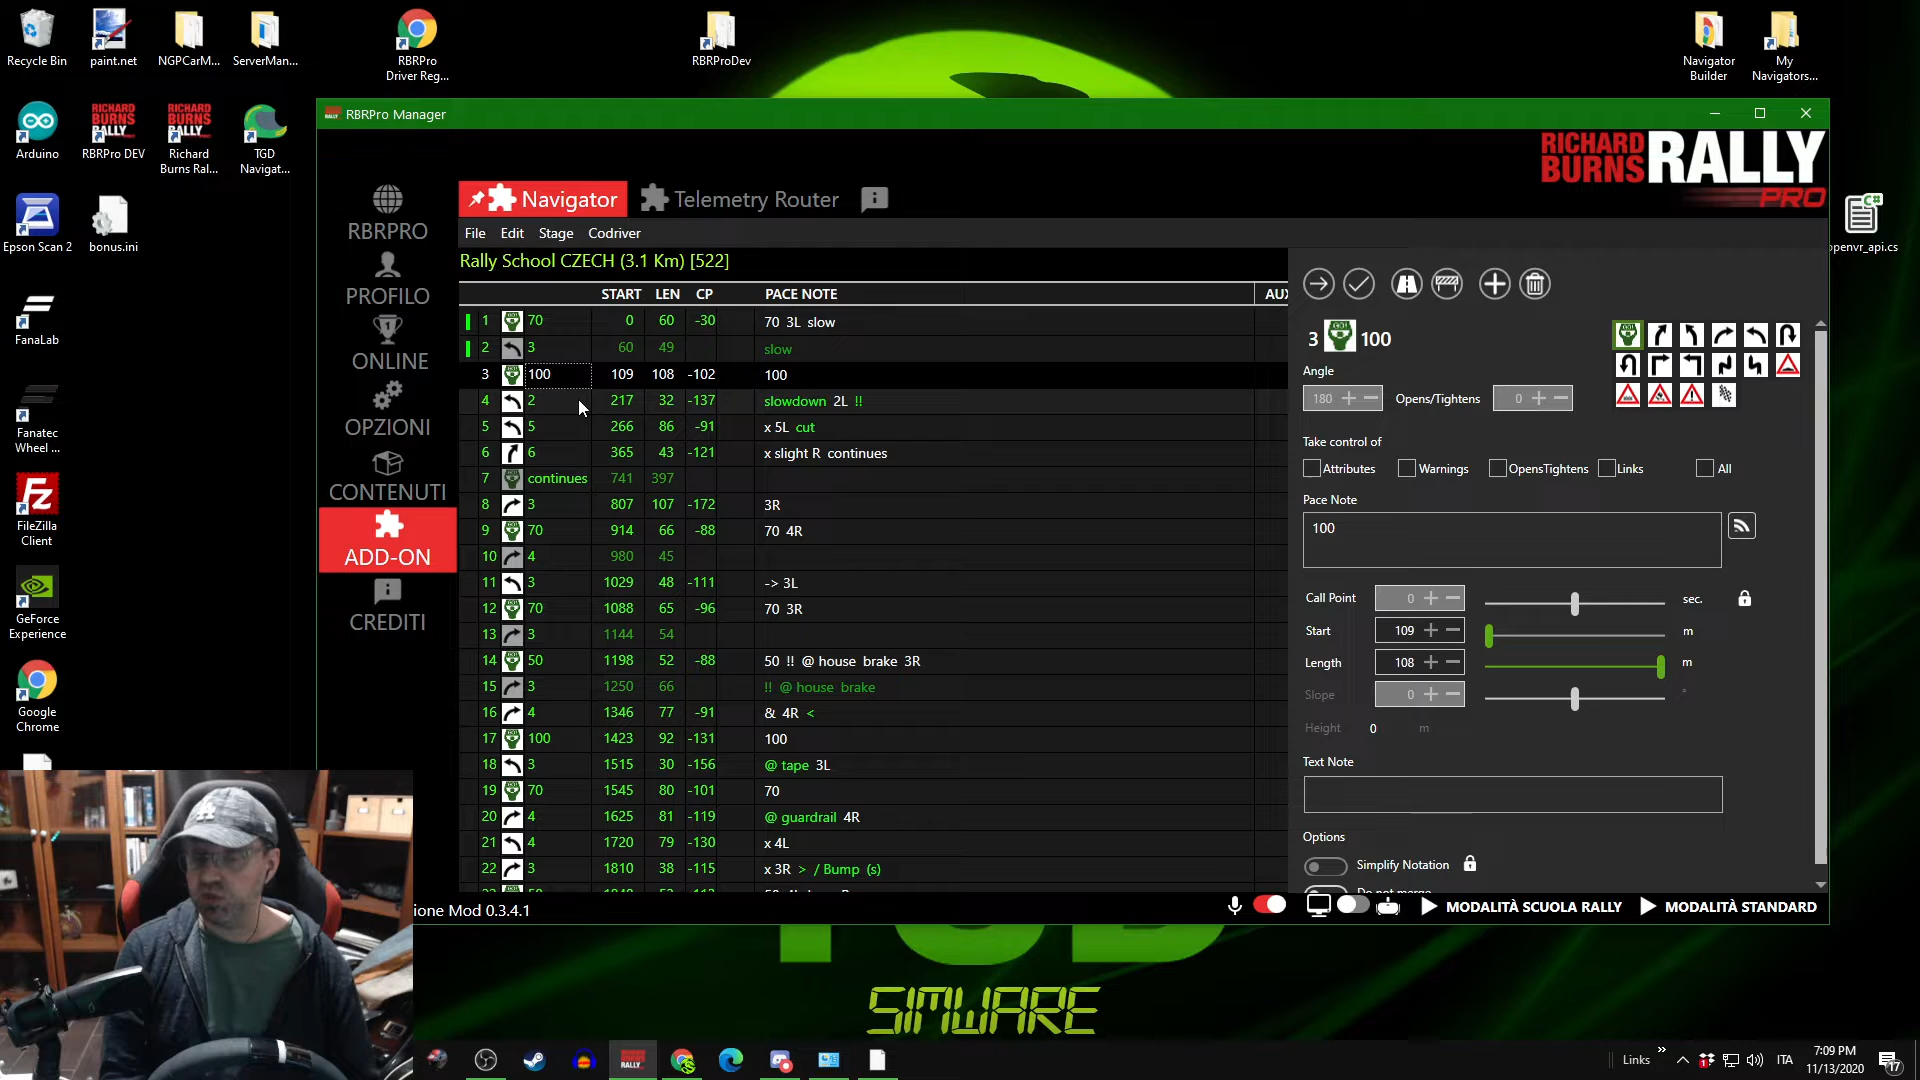 Recycle Bin
paint.net
NGPCarM...
ServerMan...
RBRPro
Driver Reg...
RBRProDev
Navigator
Builder
My
Navigators...
Arduino
RICHARD
BURNS
RALLY
RBRPro DEV
RICHARD
BURNS
RALLY
Richard
Burns Ral...
TGD
Navigat...
Epson Scan 2
bonus.ini
FanaLab
Fanatec
Wheel ...
FileZilla
Client
GeForce
Experience
Google
Chrome
openvr_api.cs
RBRPro Manager
RICHARD
BURNS
RALLY
PRO
RBRPRO
PROFILO
ONLINE
OPZIONI
CONTENUTI
ADD-ON
CREDITI
Navigator
Telemetry Router
File Edit Stage Codriver
Rally School CZECH (3.1 Km) [522]
START LEN CP PACE NOTE AUX
1 70 0 60 -30 70 3L slow
2 3 60 49 slow
3 100 109 108 -102 100
4 2 217 32 -137 slowdown 2L !!
5 5 266 86 -91 x 5L cut
6 6 365 43 -121 x slight R continues
7 continues 741 397
8 3 807 107 -172 3R
9 70 914 66 -88 70 4R
10 4 980 45
11 3 1029 48 -111 -> 3L
12 70 1088 65 -96 70 3R
13 3 1144 54
14 50 1198 52 -88 50 !! @ house brake 3R
15 3 1250 66 !! @ house brake
16 4 1346 77 -91 & 4R <
17 100 1423 92 -131 100
18 3 1515 30 -156 @ tape 3L
19 70 1545 80 -101 70
20 4 1625 81 -119 @ guardrail 4R
21 4 1720 79 -130 x 4L
22 3 1810 38 -115 x 3R > / Bump (s)
3 100
Angle
180 + − Opens/Tightens 0 + −
Take control of
Attributes Warnings OpensTightens Links All
Pace Note
100
Call Point 0 + − sec.
Start 109 + − m
Length 108 + − m
Slope 0 + − °
Height 0 m
Text Note
Options
Simplify Notation
Do not merge
ione Mod 0.3.4.1
MODALITÀ SCUOLA RALLY
MODALITÀ STANDARD
SIMWARE
Links
ITA
7:09 PM
11/13/2020
17